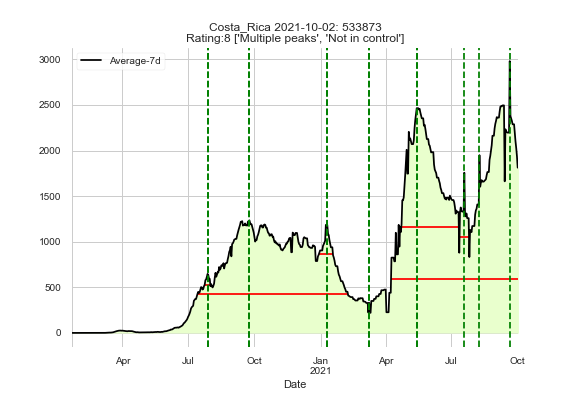 Costa_Rica 2021-10-02: 533873
Rating:8 ['Multiple peaks', 'Not in control']
Average-7d
3000
2500
2000
1500
1000
500
0
Apr Jul Oct Jan Apr Jul Oct
2021
Date